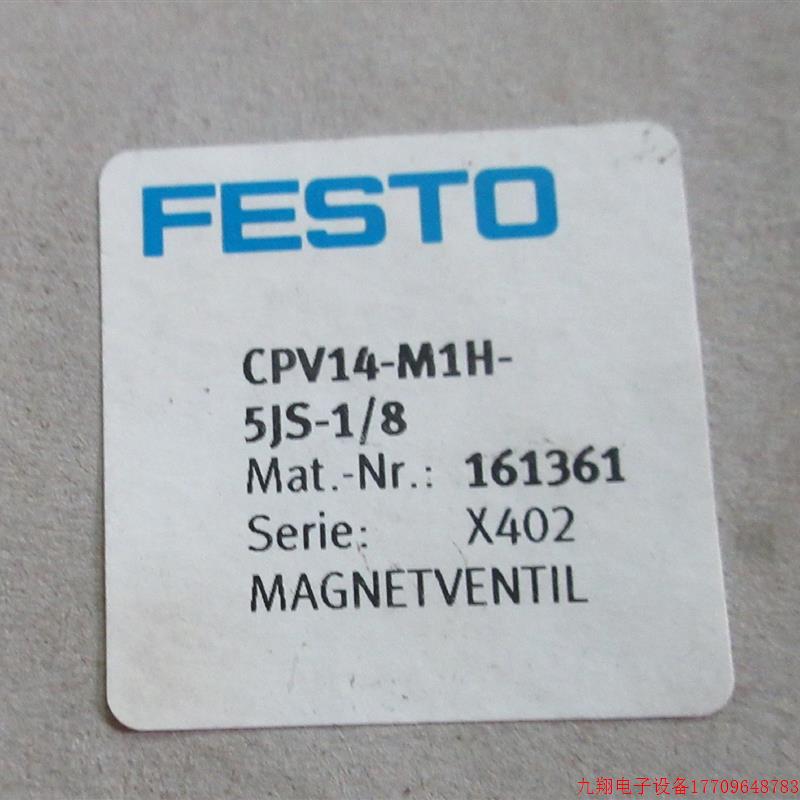 FESTO
CPV14-M1H-
5JS-1/8
Mat.-Nr.: 161361
Serie: X402
MAGNETVENTIL
九翔电子设备17709648783